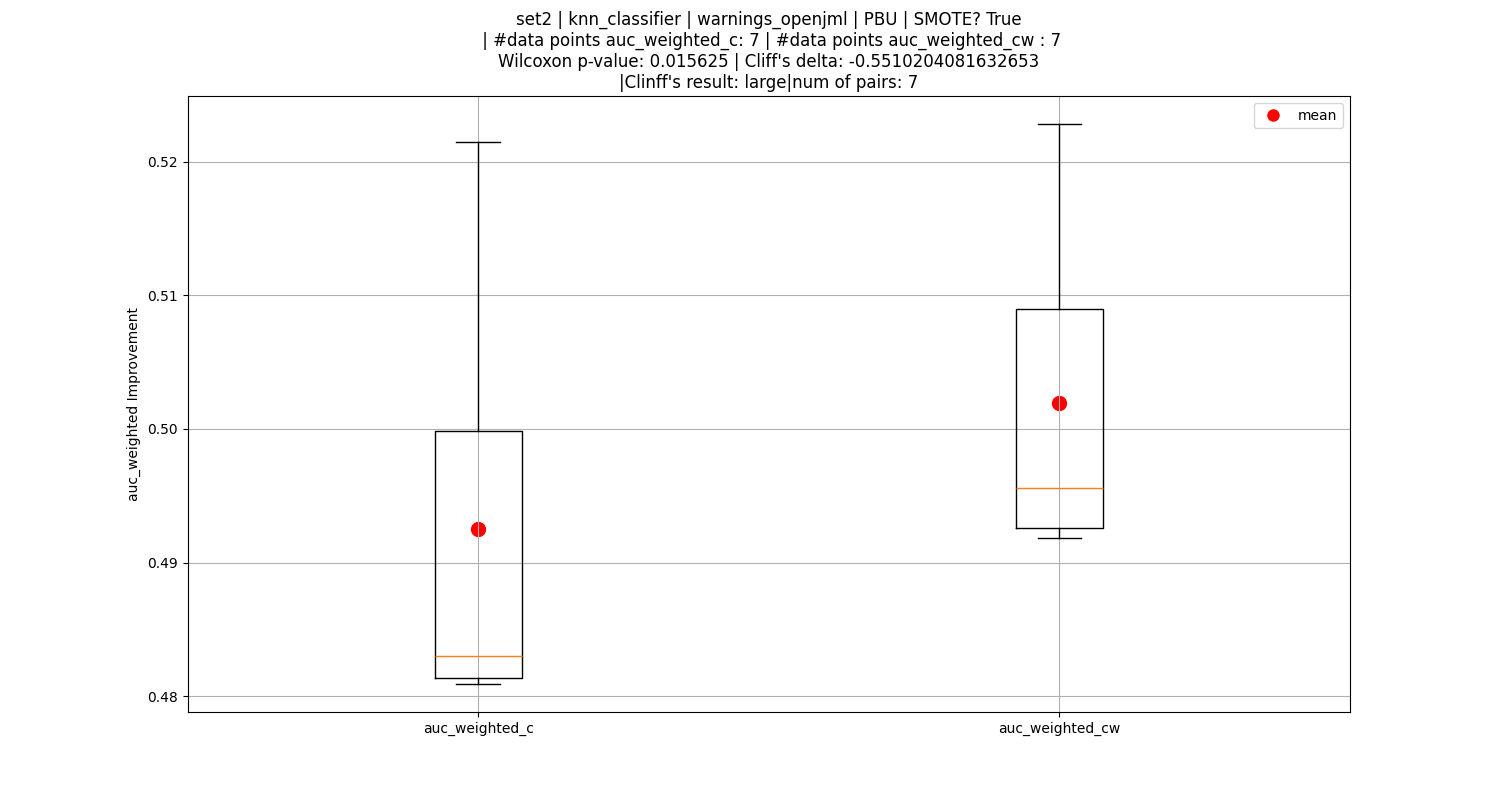 set2 | knn_classifier | warnings_openjml | PBU | SMOTE? True
| #data points auc_weighted_c: 7 | #data points auc_weighted_cw : 7
Wilcoxon p-value: 0.015625 | Cliff's delta: -0.5510204081632653
|Clinff's result: large|num of pairs: 7
mean
0.52
0.51
0.50
0.49
0.48
auc_weighted Improvement
auc_weighted_c
auc_weighted_cw